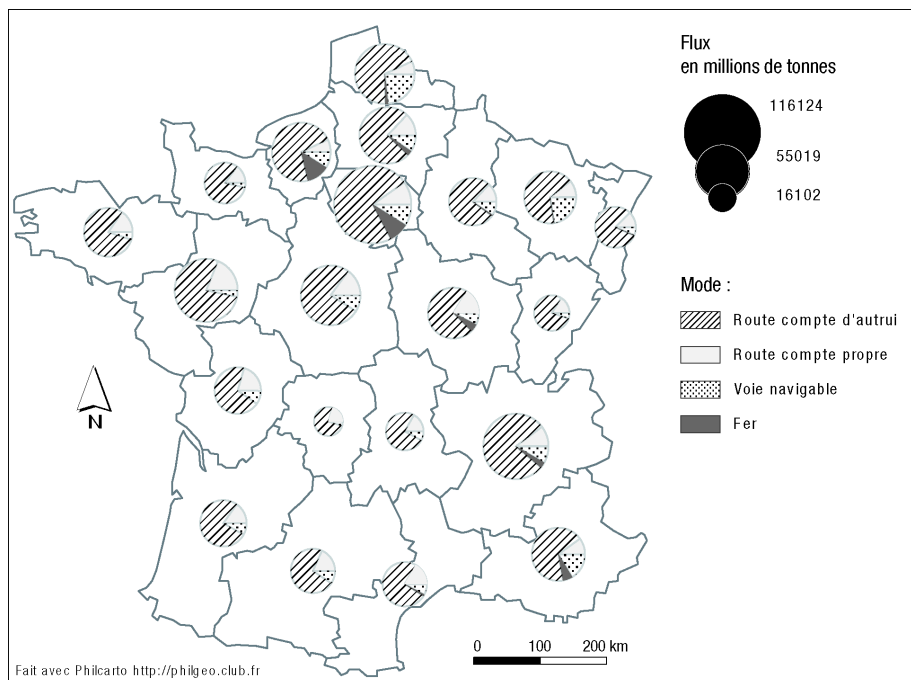 Flux
en millions de tonnes
116124
55019
16102
Mode :
Route compte d'autrui
Route compte propre
Voie navigable
Fer
N
0 100 200 km
Fait avec Philcarto http://philgeo.club.fr